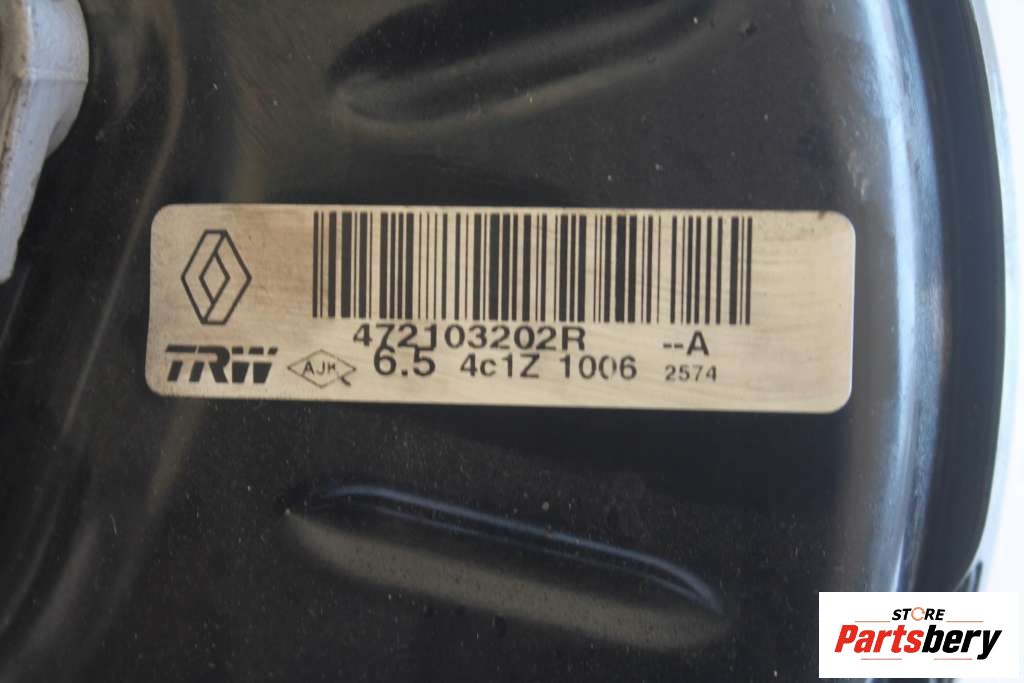 472103202R --A
TRW AJK 6.5 4c1Z 1006 2574
STORE
Partsbery